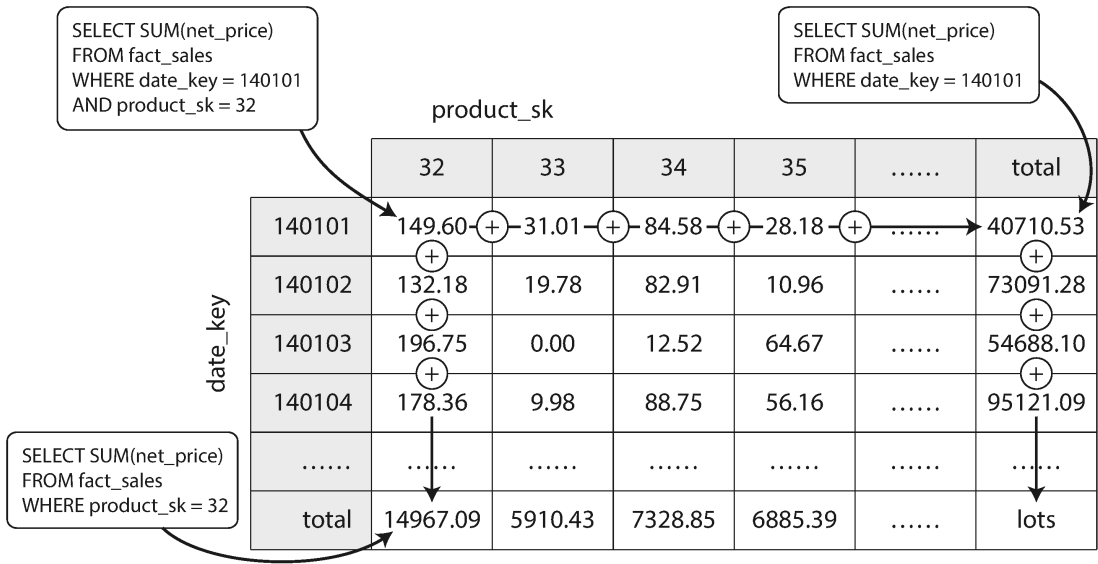 SELECT SUM(net_price)
FROM fact_sales
WHERE date_key = 140101
AND product_sk = 32
SELECT SUM(net_price)
FROM fact_sales
WHERE date_key = 140101
product_sk
32 33 34 35 ...... total
140101 149.60 + 31.01 + 84.58 + 28.18 + ...... 40710.53
+ +
140102 132.18 19.78 82.91 10.96 ...... 73091.28
+ +
date_key
140103 196.75 0.00 12.52 64.67 ...... 54688.10
+ +
140104 178.36 9.98 88.75 56.16 ...... 95121.09
...... ...... ...... ...... ...... ...... ......
total 14967.09 5910.43 7328.85 6885.39 ...... lots
SELECT SUM(net_price)
FROM fact_sales
WHERE product_sk = 32